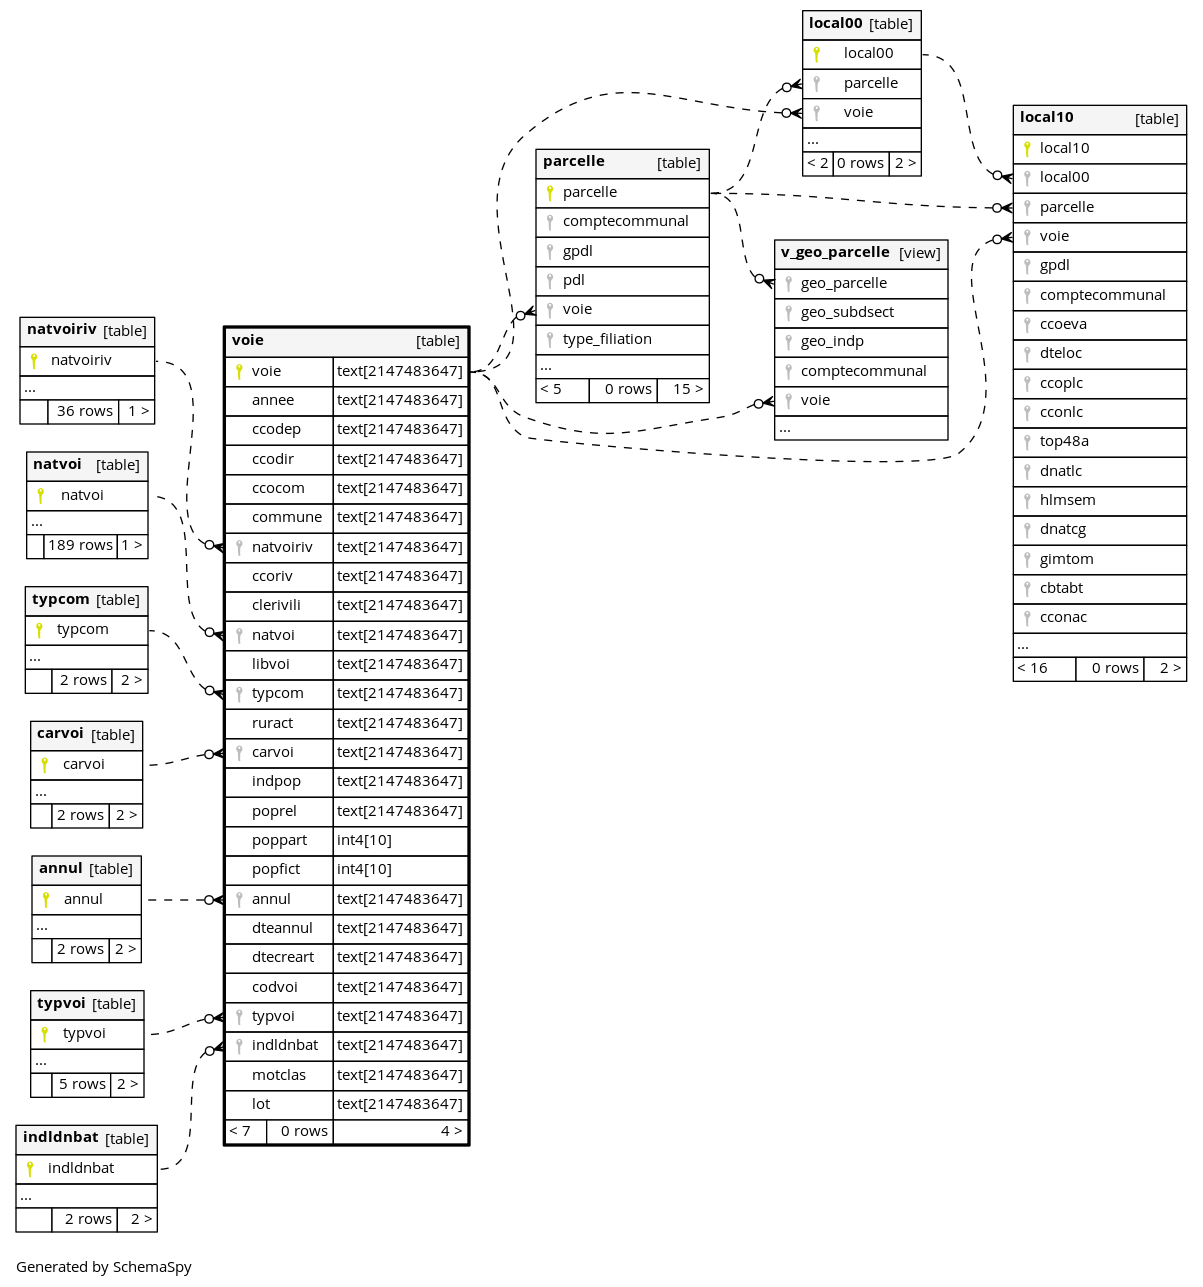 local00 [table]
local00
parcelle
voie
...
< 2 0 rows 2 >
local10 [table]
local10
local00
parcelle
voie
gpdl
comptecommunal
ccoeva
dteloc
ccoplc
cconlc
top48a
dnatlc
hlmsem
dnatcg
gimtom
cbtabt
cconac
...
< 16 0 rows 2 >
parcelle [table]
parcelle
comptecommunal
gpdl
pdl
voie
type_filiation
...
< 5 0 rows 15 >
v_geo_parcelle [view]
geo_parcelle
geo_subdsect
geo_indp
comptecommunal
voie
...
natvoiriv [table]
natvoiriv
...
36 rows 1 >
natvoi [table]
natvoi
...
189 rows 1 >
typcom [table]
typcom
...
2 rows 2 >
carvoi [table]
carvoi
...
2 rows 2 >
annul [table]
annul
...
2 rows 2 >
typvoi [table]
typvoi
...
5 rows 2 >
indldnbat [table]
indldnbat
...
2 rows 2 >
voie [table]
voie text[2147483647]
annee text[2147483647]
ccodep text[2147483647]
ccodir text[2147483647]
ccocom text[2147483647]
commune text[2147483647]
natvoiriv text[2147483647]
ccoriv text[2147483647]
clerivili text[2147483647]
natvoi text[2147483647]
libvoi text[2147483647]
typcom text[2147483647]
ruract text[2147483647]
carvoi text[2147483647]
indpop text[2147483647]
poprel text[2147483647]
poppart int4[10]
popfict int4[10]
annul text[2147483647]
dteannul text[2147483647]
dtecreart text[2147483647]
codvoi text[2147483647]
typvoi text[2147483647]
indldnbat text[2147483647]
motclas text[2147483647]
lot text[2147483647]
< 7 0 rows 4 >
Generated by SchemaSpy